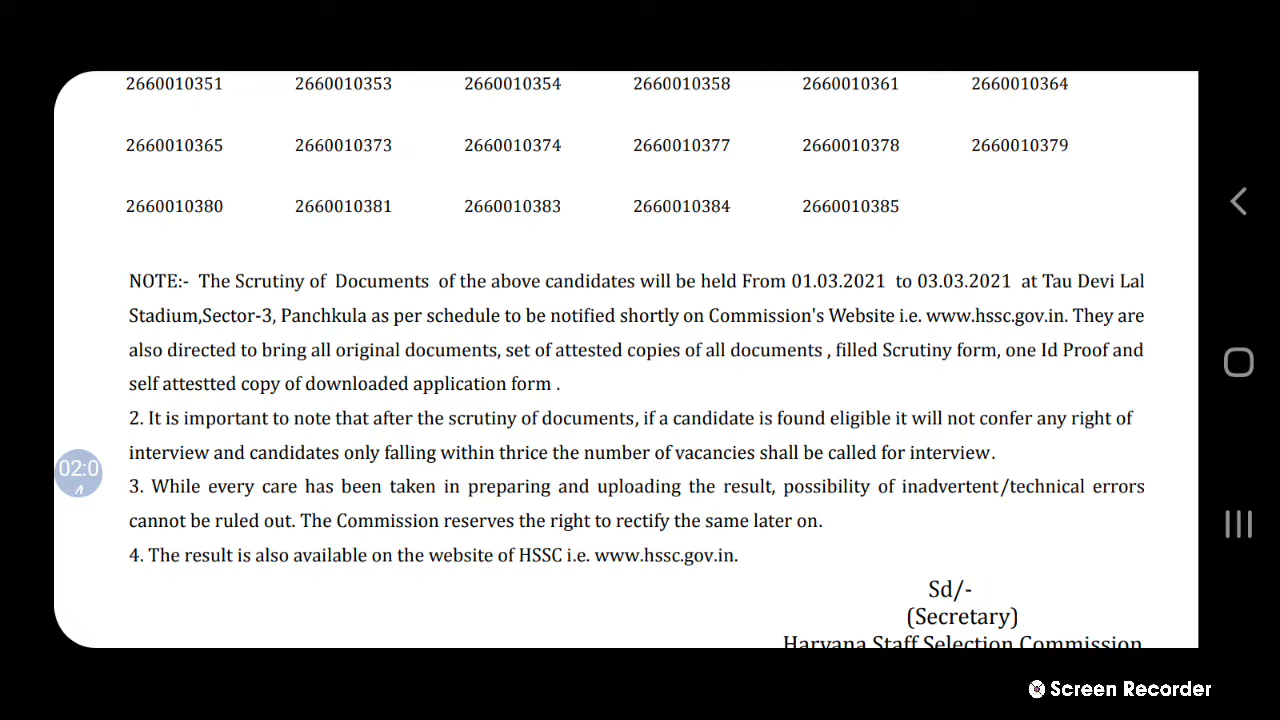 2660010351 2660010353 2660010354 2660010358 2660010361 2660010364
2660010365 2660010373 2660010374 2660010377 2660010378 2660010379
2660010380 2660010381 2660010383 2660010384 2660010385
NOTE:- The Scrutiny of Documents of the above candidates will be held From 01.03.2021 to 03.03.2021 at Tau Devi Lal
Stadium,Sector-3, Panchkula as per schedule to be notified shortly on Commission's Website i.e. www.hssc.gov.in. They are
also directed to bring all original documents, set of attested copies of all documents , filled Scrutiny form, one Id Proof and
self attestted copy of downloaded application form .
2. It is important to note that after the scrutiny of documents, if a candidate is found eligible it will not confer any right of
interview and candidates only falling within thrice the number of vacancies shall be called for interview.
3. While every care has been taken in preparing and uploading the result, possibility of inadvertent/technical errors
cannot be ruled out. The Commission reserves the right to rectify the same later on.
4. The result is also available on the website of HSSC i.e. www.hssc.gov.in.
Sd/-
(Secretary)
Haryana Staff Selection Commission
02:0
4
Screen Recorder